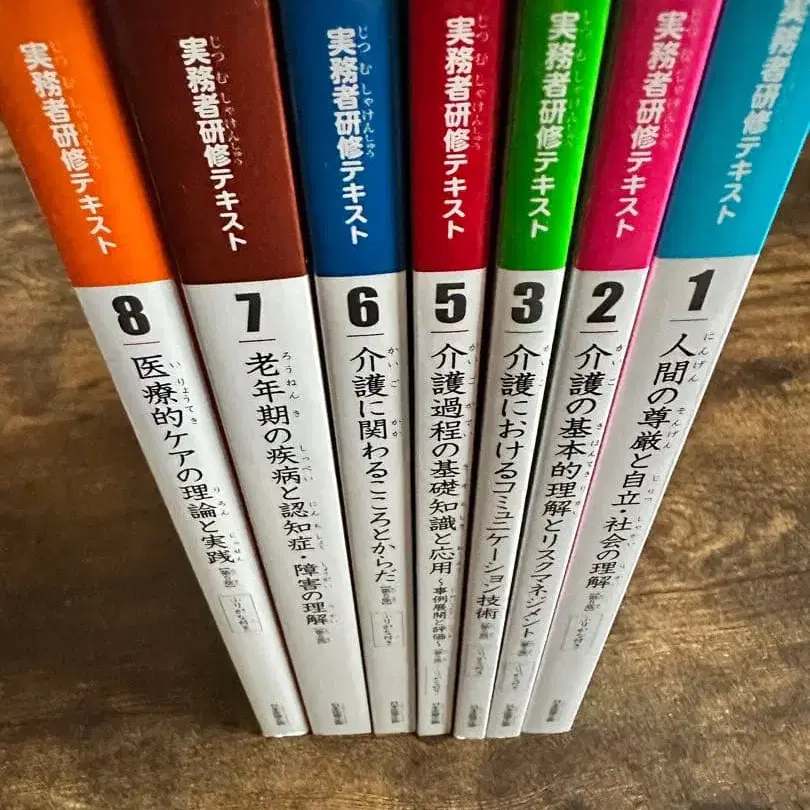 実務者研修テキスト
8
医療的ケアの理論と実践
実務者研修テキスト
7
老年期の疾病と認知症・障害の理解
実務者研修テキスト
6
介護に関わるこころとからだ
実務者研修テキスト
5
介護過程の基礎知識と応用
～事例展開と評価～
実務者研修テキスト
3
介護におけるコミュニケーション技術
実務者研修テキスト
2
介護の基本的理解とリスクマネジメント
実務者研修テキスト
1
人間の尊厳と自立・社会の理解